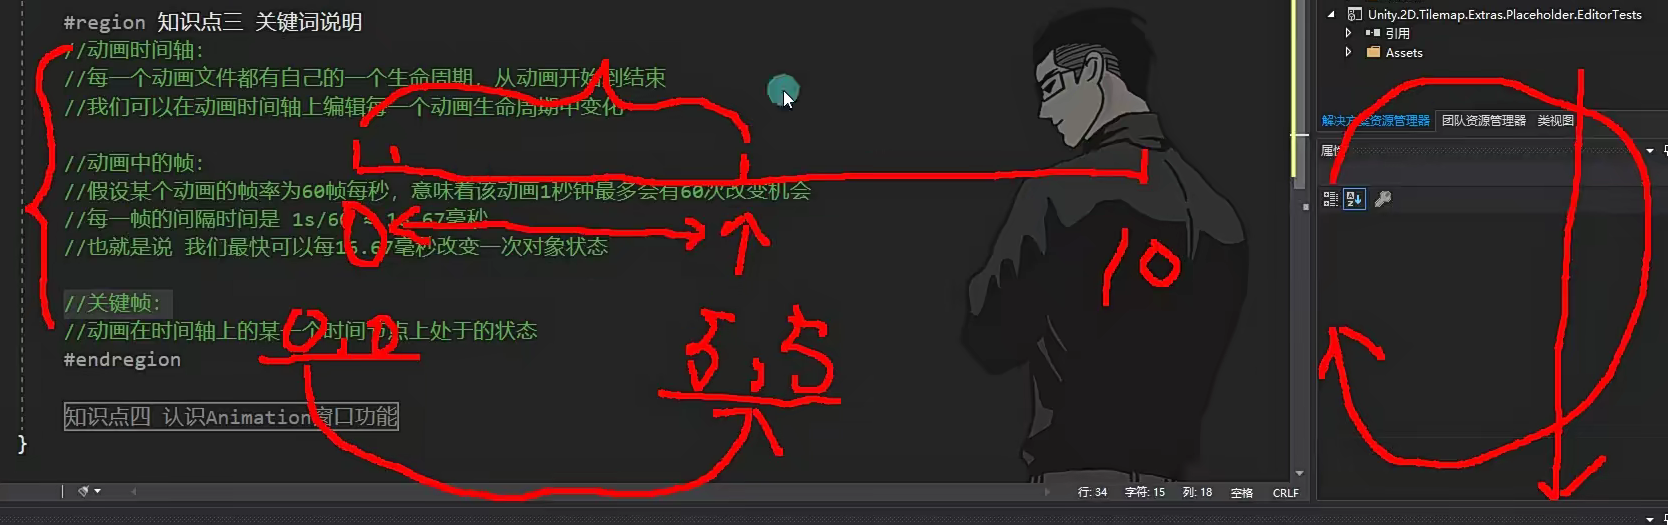 #region 知识点三 关键词说明
//动画时间轴:
//每一个动画文件都有自己的一个生命周期，从动画开始到结束
//我们可以在动画时间轴上编辑每一个动画生命周期中变化
//动画中的帧:
//假设某个动画的帧率为60帧每秒，意味着该动画1秒钟最多会有60次改变机会
//每一帧的间隔时间是 1s/60 = 16.67毫秒
//也就是说 我们最快可以每16.67毫秒改变一次对象状态
//关键帧:
//动画在时间轴上的某一个时间节点上处于的状态
#endregion
知识点四 认识Animation窗口功能
}
0
10
0,0
5,5
行: 34 字符: 15 列: 18 空格 CRLF
Unity.2D.Tilemap.Extras.Placeholder.EditorTests
引用
Assets
解决方案资源管理器 团队资源管理器 类视图
属性